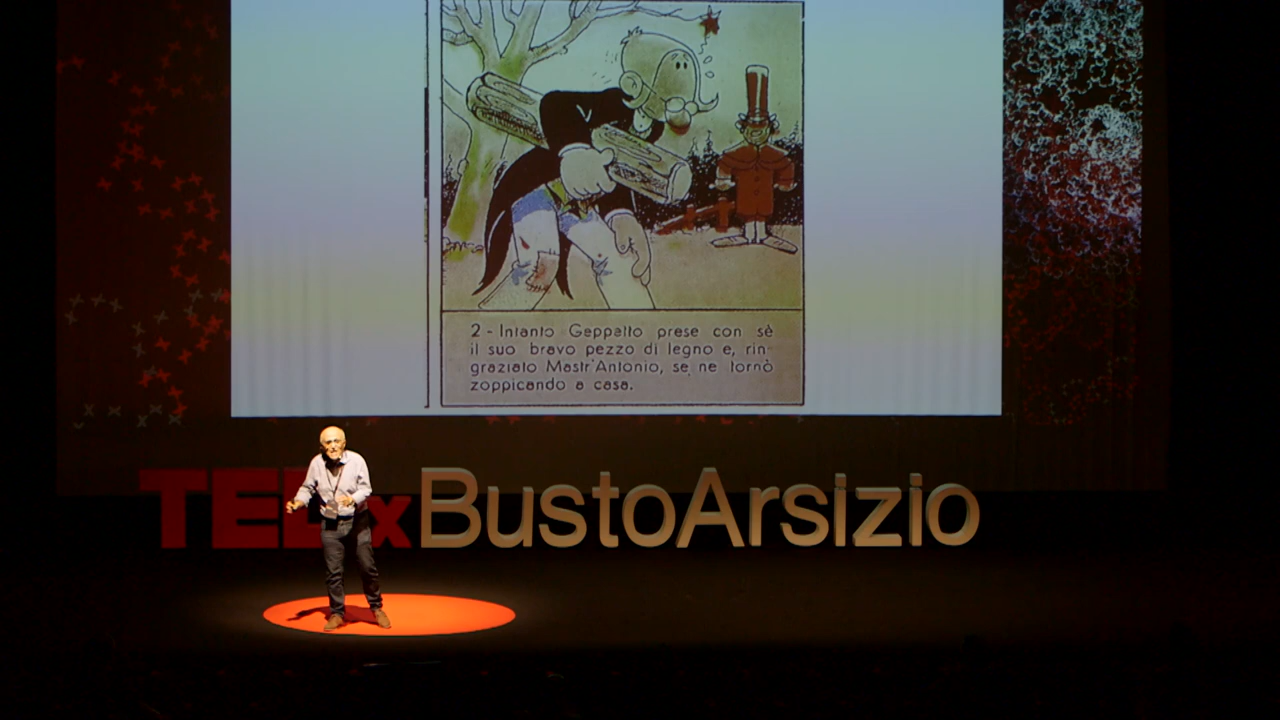 2 - Intanto Geppetto prese con sè
il suo bravo pezzo di legno e, rin-
graziato Mastr'Antonio, se ne tornò
zoppicando a casa.
TEDxBustoArsizio